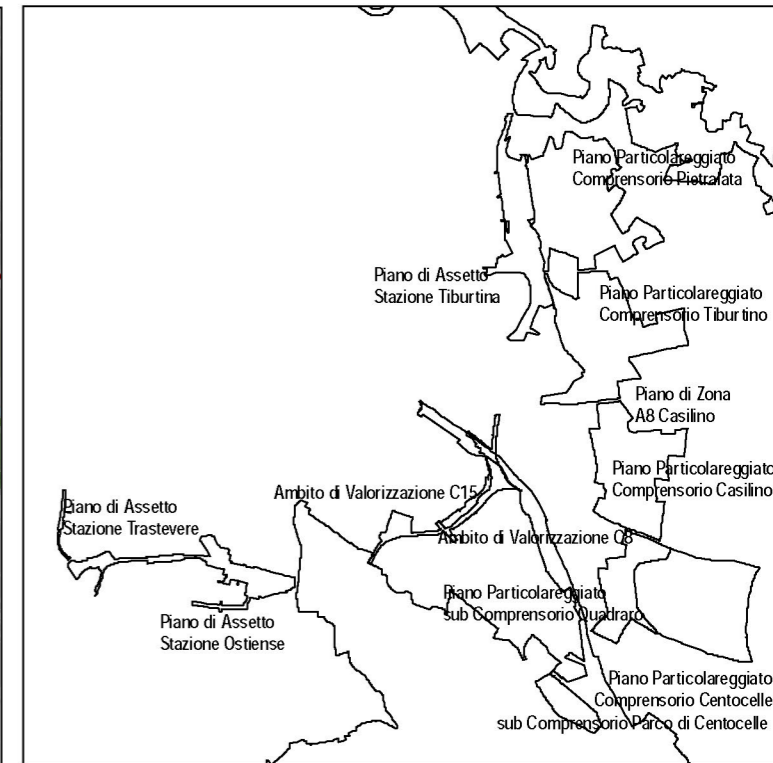 Piano Particolareggiato
Comprensorio Pietralata
Piano di Assetto
Stazione Tiburtina
Piano Particolareggiato
Comprensorio Tiburtino
Piano di Zona
A8 Casilino
Piano Particolareggiato
Comprensorio Casilino
Ambito di Valorizzazione C15
Piano di Assetto
Stazione Trastevere
Ambito di Valorizzazione C8
Piano Particolareggiato
sub Comprensorio Quadraro
Piano di Assetto
Stazione Ostiense
Piano Particolareggiato
Comprensorio Centocelle
sub Comprensorio Parco di Centocelle